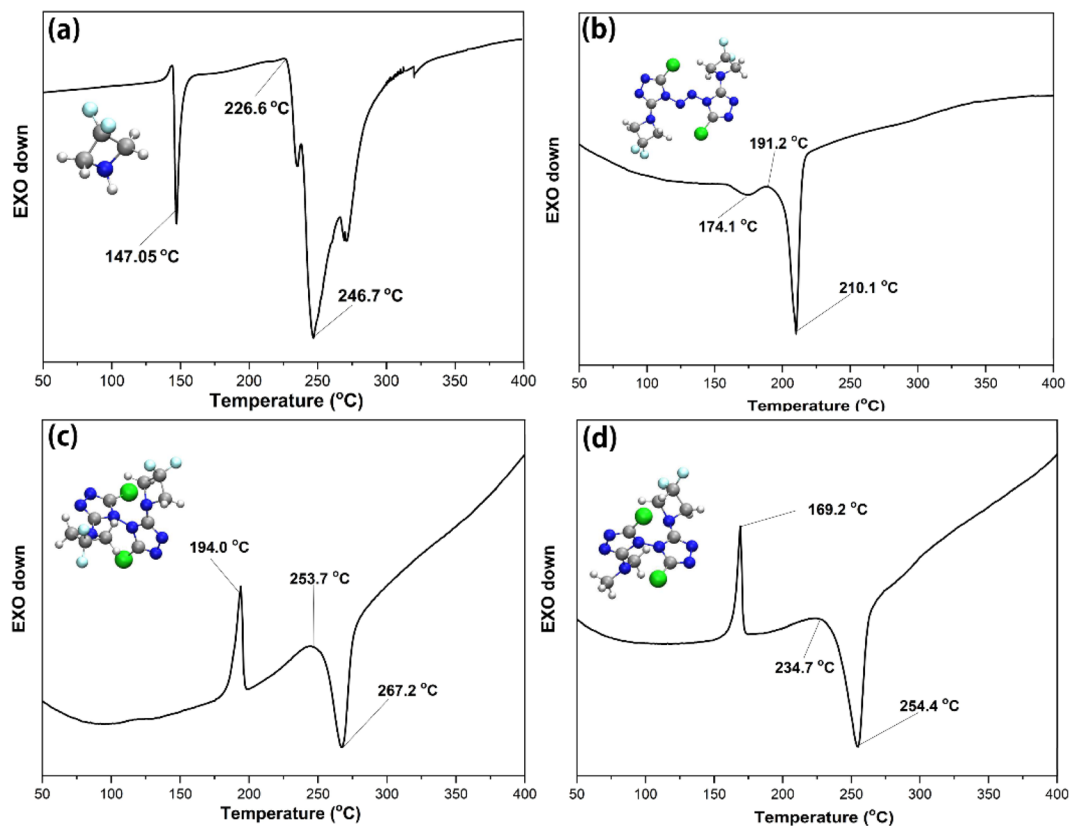 (a)
EXO down
226.6 °C
147.05 °C
246.7 °C
50 100 150 200 250 300 350 400
Temperature (°C)
(b)
EXO down
191.2 °C
174.1 °C
210.1 °C
50 100 150 200 250 300 350 400
Temperature (°C)
(c)
EXO down
194.0 °C
253.7 °C
267.2 °C
50 100 150 200 250 300 350 400
Temperature (°C)
(d)
EXO down
169.2 °C
234.7 °C
254.4 °C
50 100 150 200 250 300 350 400
Temperature (°C)